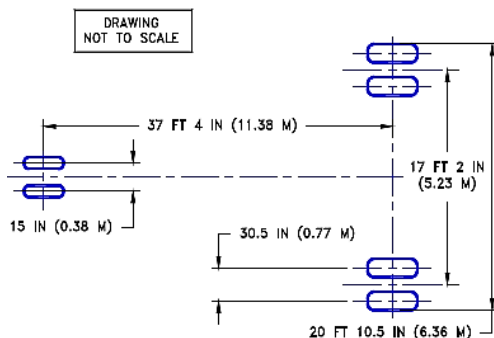 DRAWING
NOT TO SCALE
37 FT 4 IN (11.38 M)
17 FT 2 IN
(5.23 M)
15 IN (0.38 M)
30.5 IN (0.77 M)
20 FT 10.5 IN (6.36 M)